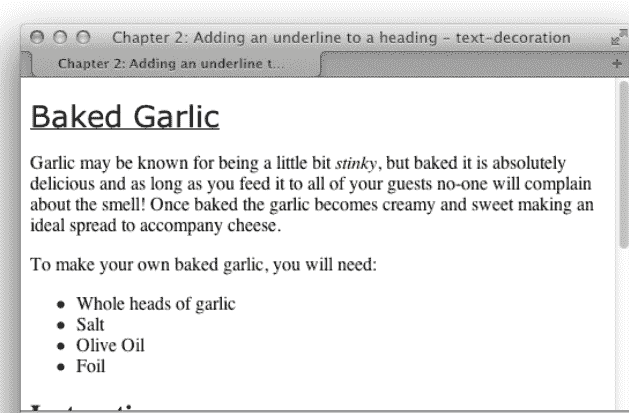 Chapter 2: Adding an underline to a heading – text-decoration
Chapter 2: Adding an underline t...
Baked Garlic
Garlic may be known for being a little bit stinky, but baked it is absolutely
delicious and as long as you feed it to all of your guests no-one will complain
about the smell! Once baked the garlic becomes creamy and sweet making an
ideal spread to accompany cheese.
To make your own baked garlic, you will need:
• Whole heads of garlic
• Salt
• Olive Oil
• Foil